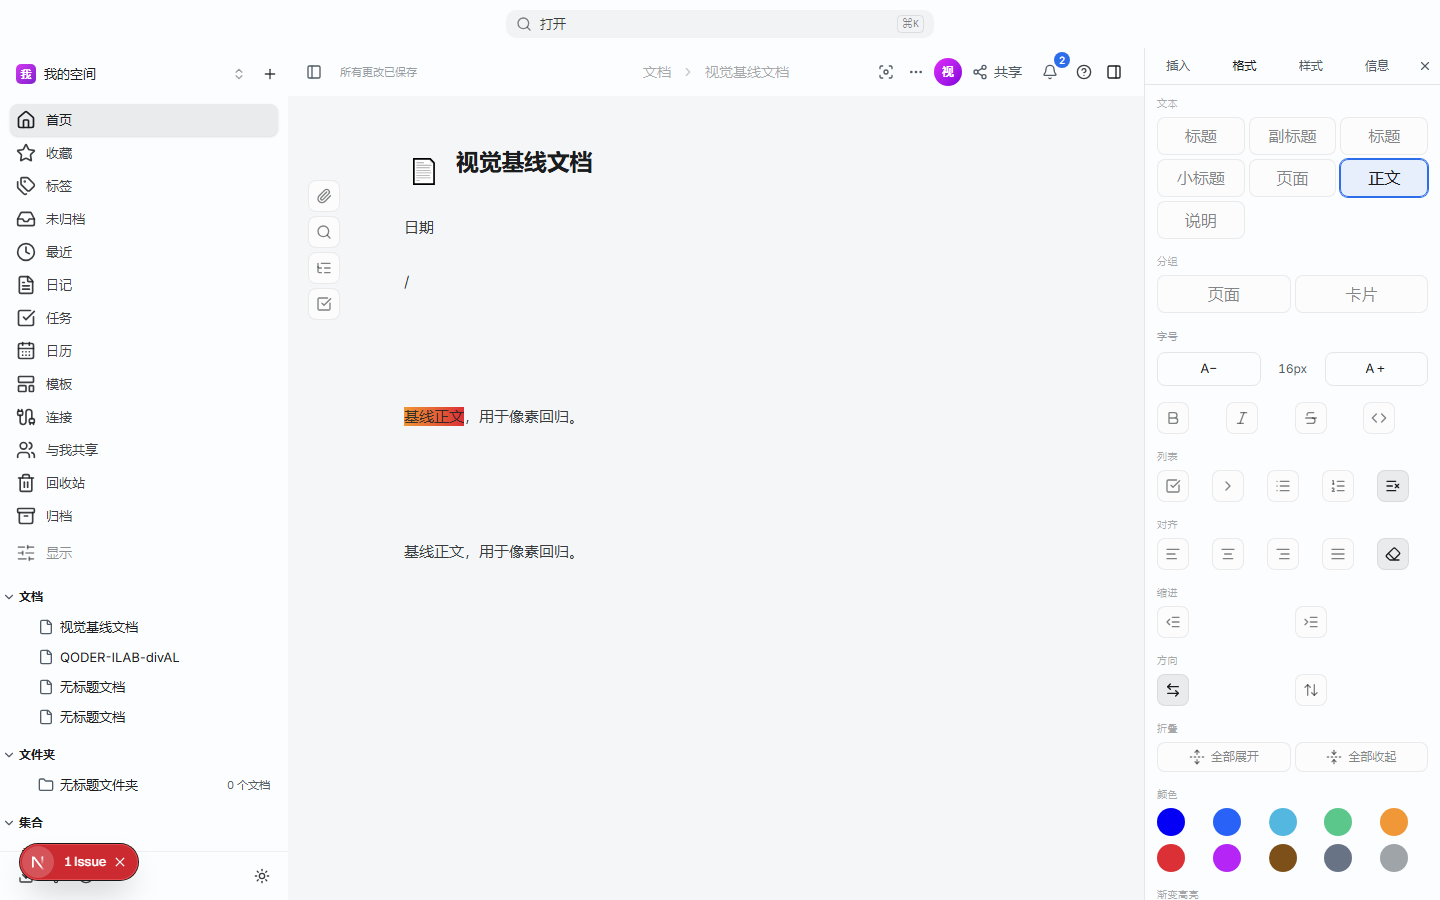 打开
⌘K
我 我的空间
首页
收藏
标签
未归档
最近
日记
任务
日历
模板
连接
与我共享
回收站
归档
显示
文档
视觉基线文档
QODER-ILAB-divAL
无标题文档
无标题文档
文件夹
无标题文件夹 0 个文档
集合
N 1 Issue
所有更改已保存
文档 视觉基线文档
视 共享 2
视觉基线文档
日期
/
基线正文，用于像素回归。
基线正文，用于像素回归。
插入 格式 样式 信息
文本
标题 副标题 标题
小标题 页面 正文
说明
分组
页面 卡片
字号
A− 16px A +
列表
对齐
缩进
方向
折叠
全部展开 全部收起
颜色
渐变高亮